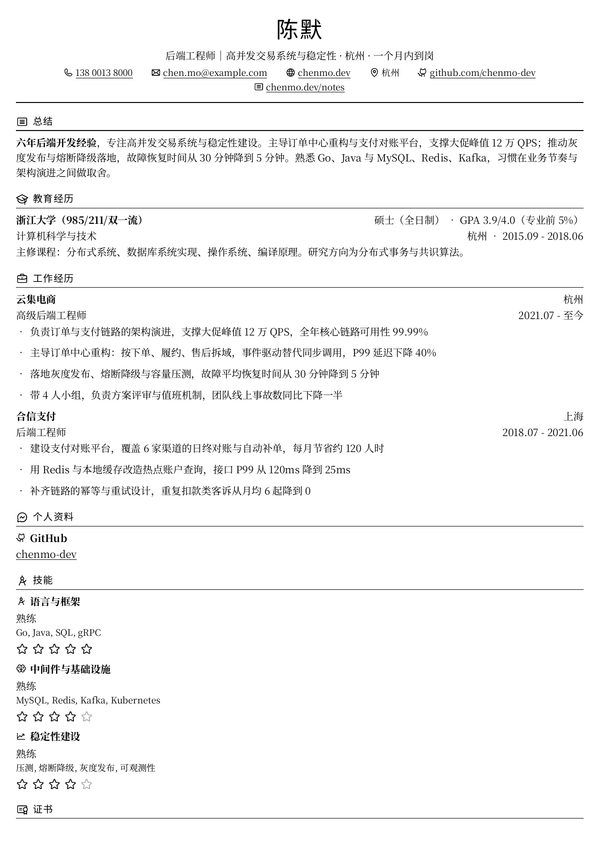 陈默
后端工程师｜高并发交易系统与稳定性 · 杭州 · 一个月内到岗
138 0013 8000 chen.mo@example.com chenmo.dev 杭州 github.com/chenmo-dev
chenmo.dev/notes
总结
六年后端开发经验，专注高并发交易系统与稳定性建设。主导订单中心重构与支付对账平台，支撑大促峰值 12 万 QPS；推动灰
度发布与熔断降级落地，故障恢复时间从 30 分钟降到 5 分钟。熟悉 Go、Java 与 MySQL、Redis、Kafka，习惯在业务节奏与
架构演进之间做取舍。
教育经历
浙江大学（985/211/双一流） 硕士（全日制） · GPA 3.9/4.0（专业前 5%）
计算机科学与技术 杭州 · 2015.09 - 2018.06
主修课程：分布式系统、数据库系统实现、操作系统、编译原理。研究方向为分布式事务与共识算法。
工作经历
云集电商 杭州
高级后端工程师 2021.07 - 至今
· 负责订单与支付链路的架构演进，支撑大促峰值 12 万 QPS，全年核心链路可用性 99.99%
· 主导订单中心重构：按下单、履约、售后拆域，事件驱动替代同步调用，P99 延迟下降 40%
· 落地灰度发布、熔断降级与容量压测，故障平均恢复时间从 30 分钟降到 5 分钟
· 带 4 人小组，负责方案评审与值班机制，团队线上事故数同比下降一半
合信支付 上海
后端工程师 2018.07 - 2021.06
· 建设支付对账平台，覆盖 6 家渠道的日终对账与自动补单，每月节省约 120 人时
· 用 Redis 与本地缓存改造热点账户查询，接口 P99 从 120ms 降到 25ms
· 补齐链路的幂等与重试设计，重复扣款类客诉从月均 6 起降到 0
个人资料
GitHub
chenmo-dev
技能
语言与框架
熟练
Go, Java, SQL, gRPC
中间件与基础设施
熟练
MySQL, Redis, Kafka, Kubernetes
稳定性建设
熟练
压测, 熔断降级, 灰度发布, 可观测性
证书